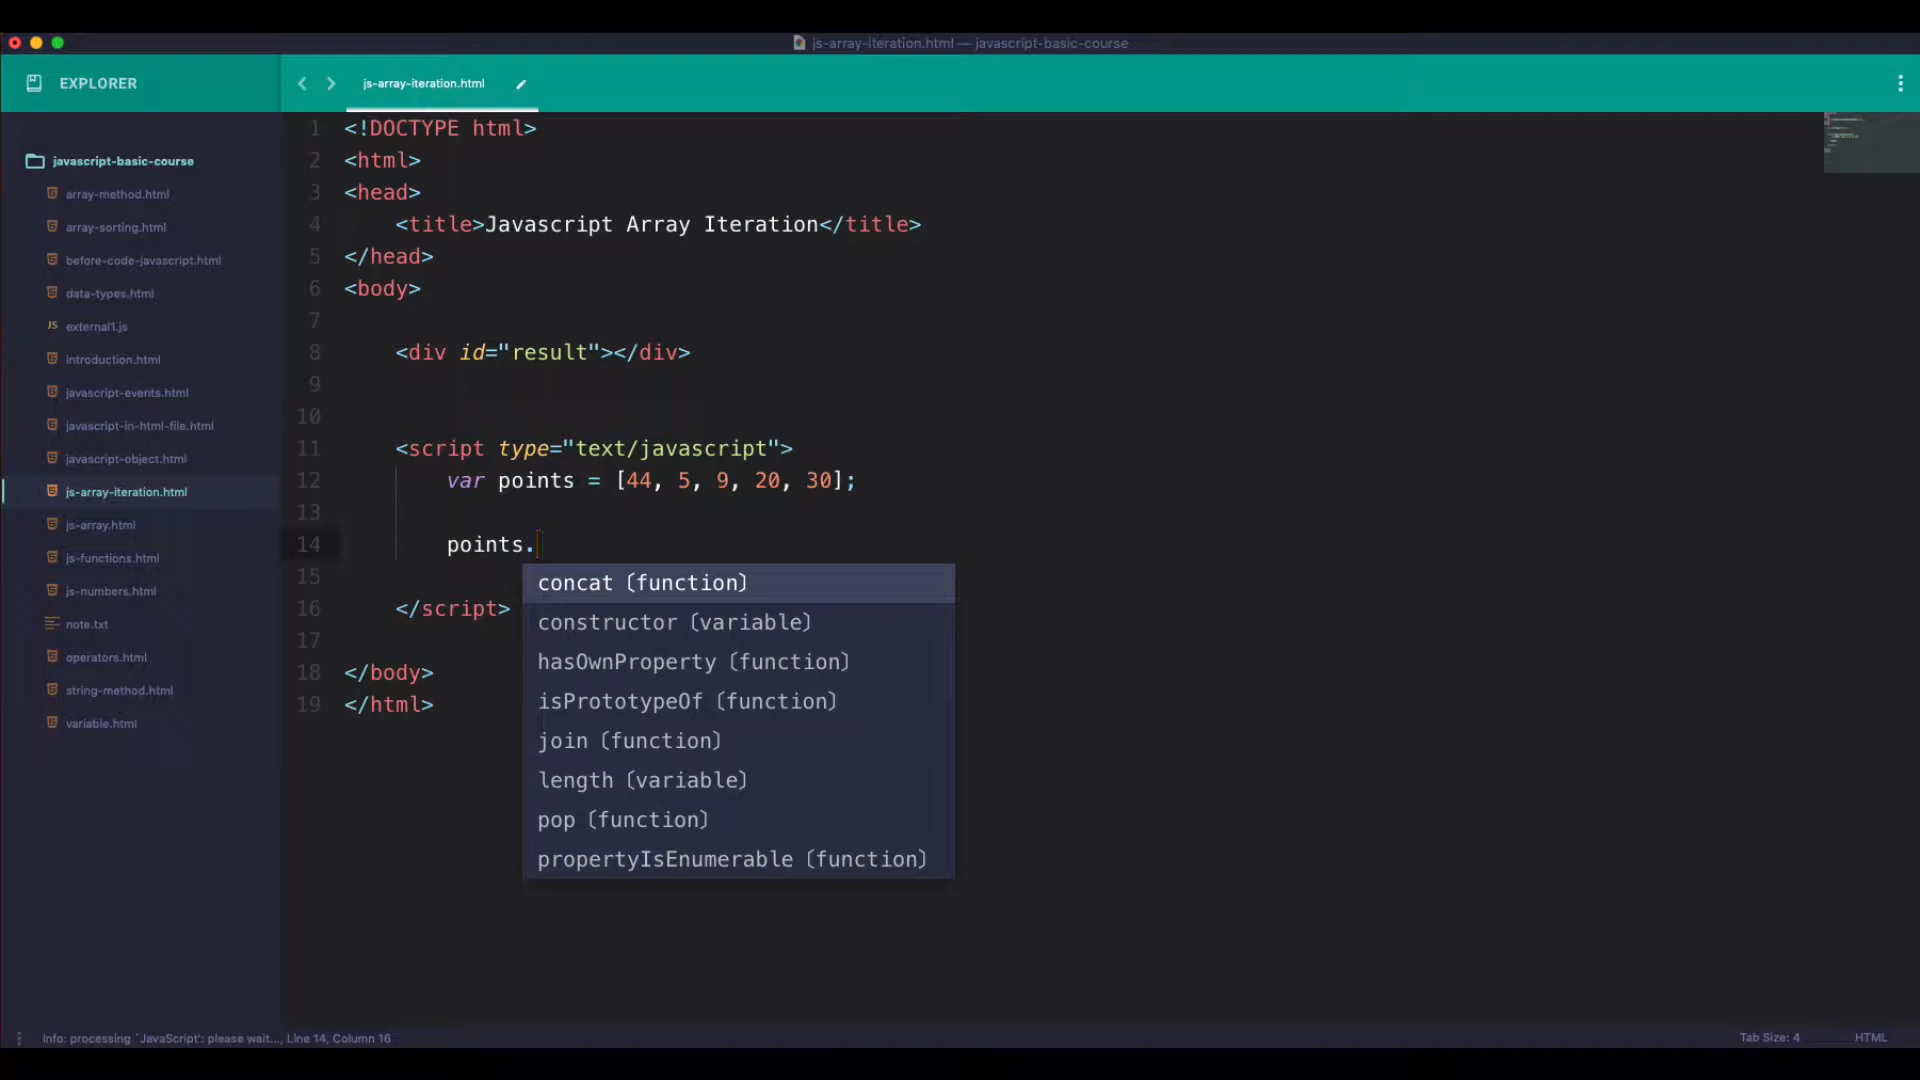 js-array-iteration.html — javascript-basic-course
EXPLORER
js-array-iteration.html
javascript-basic-course
array-method.html
array-sorting.html
before-code-javascript.html
data-types.html
JS external1.js
introduction.html
javascript-events.html
javascript-in-html-file.html
javascript-object.html
js-array-iteration.html
js-array.html
js-functions.html
js-numbers.html
note.txt
operators.html
string-method.html
variable.html
1 <!DOCTYPE html>
2 <html>
3 <head>
4 <title>Javascript Array Iteration</title>
5 </head>
6 <body>
7
8 <div id="result"></div>
9
10
11 <script type="text/javascript">
12 var points = [44, 5, 9, 20, 30];
13
14 points.
15
16 </script>
17
18 </body>
19 </html>
concat (function)
constructor (variable)
hasOwnProperty (function)
isPrototypeOf (function)
join (function)
length (variable)
pop (function)
propertyIsEnumerable (function)
Info: processing `JavaScript': please wait..., Line 14, Column 16
Tab Size: 4
HTML